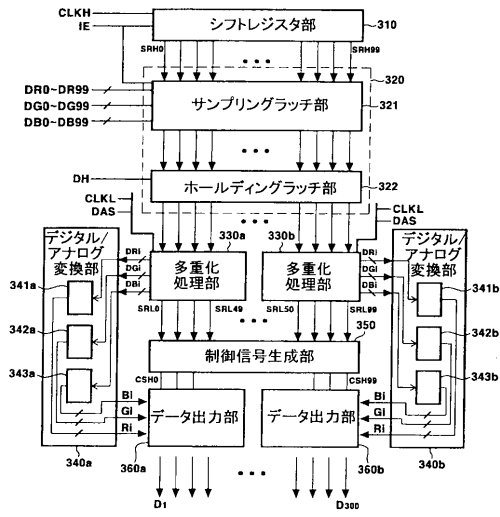 CLKH
IE
シフトレジスタ部
310
SRH0
SRH99
320
DR0~DR99
DG0~DG99
DB0~DB99
サンプリングラッチ部
321
DH
ホールディングラッチ部
322
CLKL
DAS
CLKL
DAS
330a
330b
デジタル/
アナログ
変換部
DRi
DGi
DBi
多重化
処理部
多重化
処理部
DRi
DGi
DBi
デジタル/
アナログ
変換部
341a
342a
343a
341b
342b
343b
SRL0
SRL49
SRL50
SRL99
350
制御信号生成部
CSH0
CSH99
Bi
Gi
Ri
データ出力部
データ出力部
Bi
Gi
Ri
340a
360a
360b
340b
D1
D300